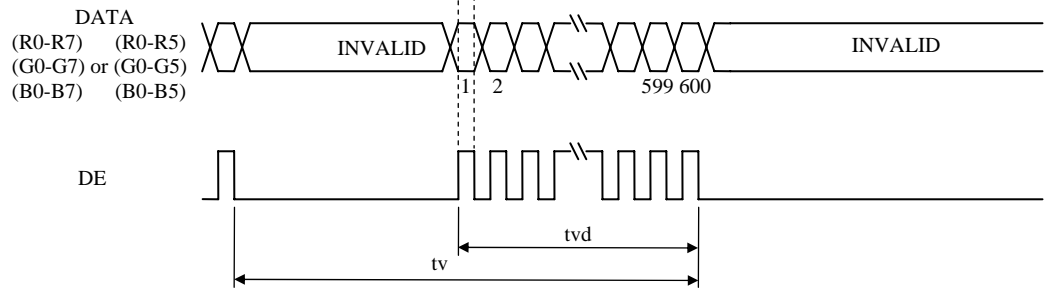 DATA
(R0-R7) (R0-R5)
(G0-G7) or (G0-G5)
(B0-B7) (B0-B5)
INVALID
INVALID
1 2 599 600
DE
tvd
tv